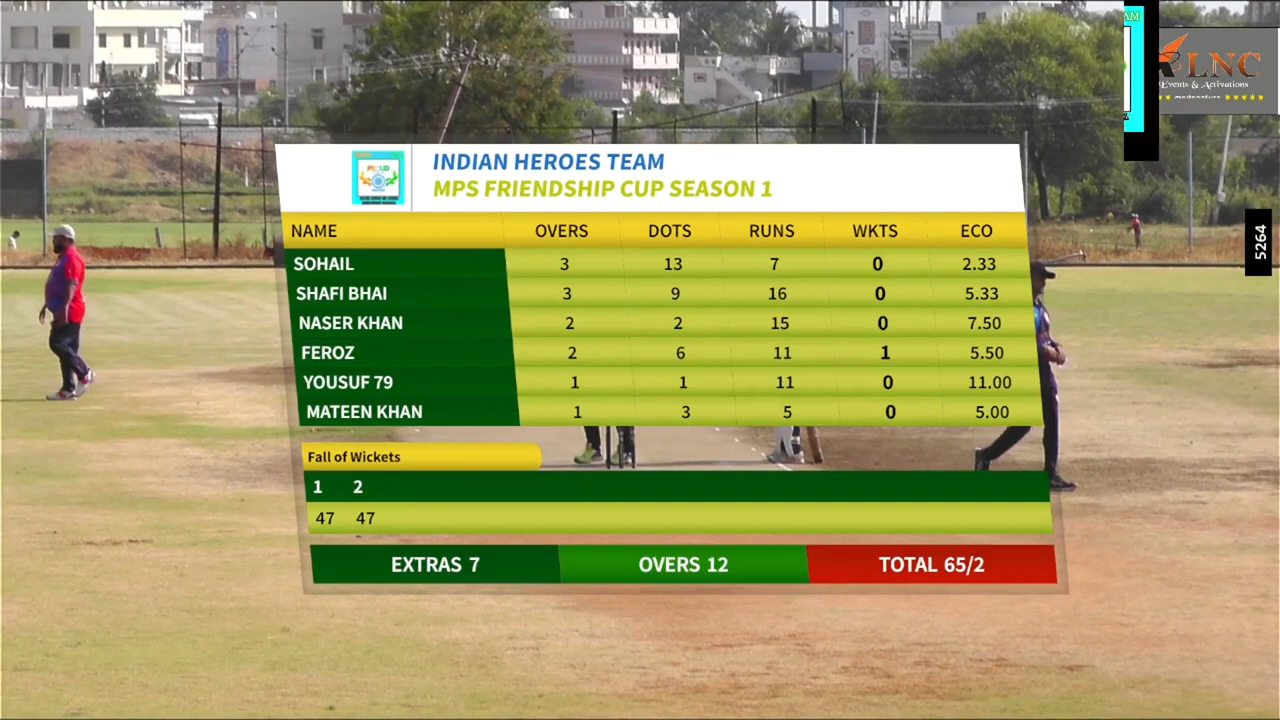 AM
LNC
Events & Activations
INDIAN HEROES TEAM
MPS FRIENDSHIP CUP SEASON 1
PROUD
NAME OVERS DOTS RUNS WKTS ECO
SOHAIL 3 13 7 0 2.33
SHAFI BHAI 3 9 16 0 5.33
NASER KHAN 2 2 15 0 7.50
FEROZ 2 6 11 1 5.50
YOUSUF 79 1 1 11 0 11.00
MATEEN KHAN 1 3 5 0 5.00
5264
Fall of Wickets
1 2
47 47
EXTRAS 7 OVERS 12 TOTAL 65/2